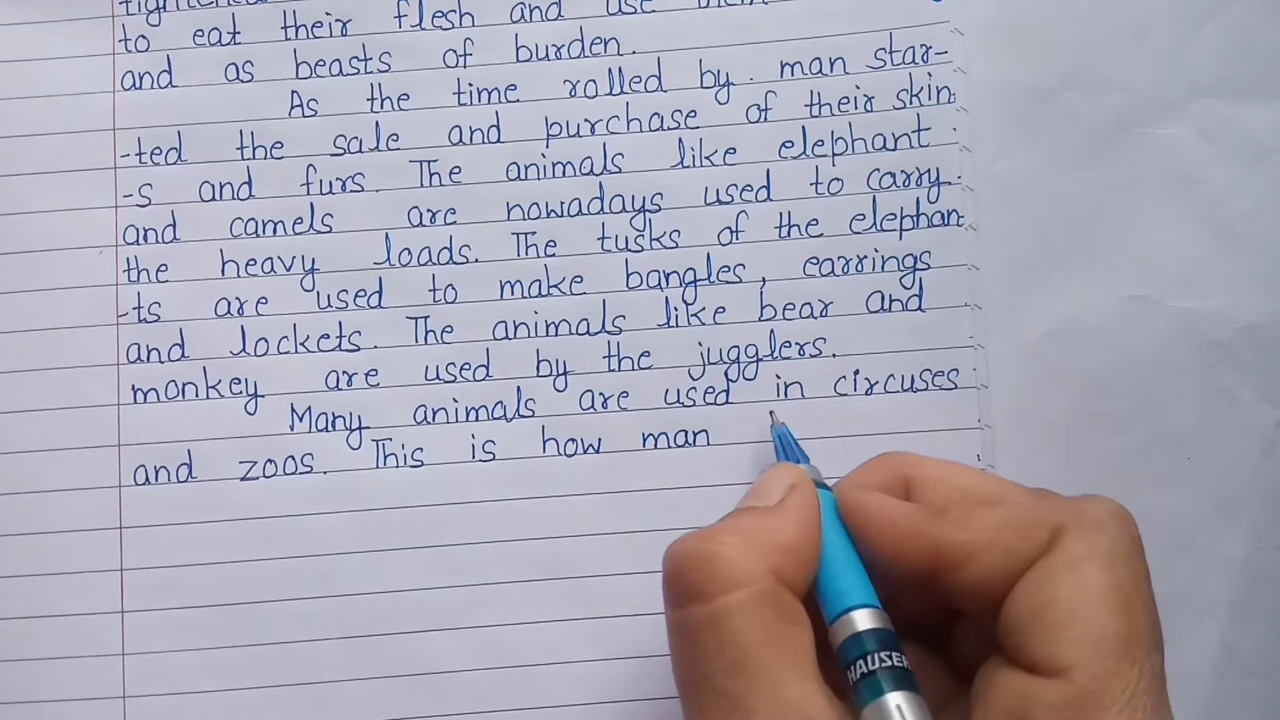 to eat their flesh and use them
and as beasts of burden.
As the time rolled by. man star-
-ted the sale and purchase of their skin
-s and furs. The animals like elephant
and camels are nowadays used to carry
the heavy loads. The tusks of the elephan
-ts are used to make bangles, earrings
and lockets. The animals like bear and
monkey are used by the jugglers.
Many animals are used in circuses
and zoos. This is how man
HAUSER